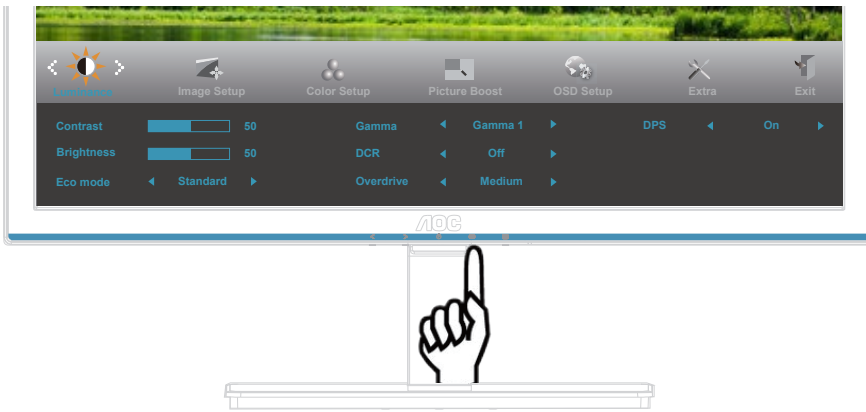 Luminance Image Setup Color Setup Picture Boost OSD Setup Extra Exit
Contrast 50 Gamma Gamma 1 DPS On
Brightness 50 DCR Off
Eco mode Standard Overdrive Medium
AOC